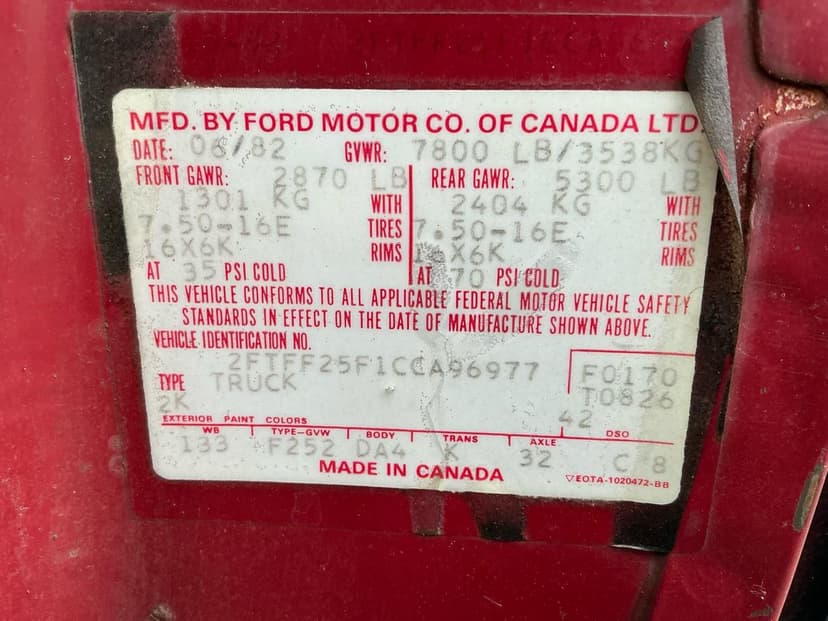 MFD. BY FORD MOTOR CO. OF CANADA LTD.
DATE: 06/82 GVWR: 7800 LB/3538KG
FRONT GAWR: 2870 LB REAR GAWR: 5300 LB
1301 KG WITH 2404 KG WITH
7.50-16E TIRES 7.50-16E TIRES
16X6K RIMS 16X6K RIMS
AT 35 PSI COLD AT 70 PSI COLD
THIS VEHICLE CONFORMS TO ALL APPLICABLE FEDERAL MOTOR VEHICLE SAFETY
STANDARDS IN EFFECT ON THE DATE OF MANUFACTURE SHOWN ABOVE.
VEHICLE IDENTIFICATION NO.
2FTFF25F1CCA96977 F0170
TYPE TRUCK T0826
2K 42
EXTERIOR PAINT COLORS DSO
WB TYPE-GVW BODY TRANS AXLE
133 F252 DA4 K 32 C 8
MADE IN CANADA ▽EOTA-1020472-BB